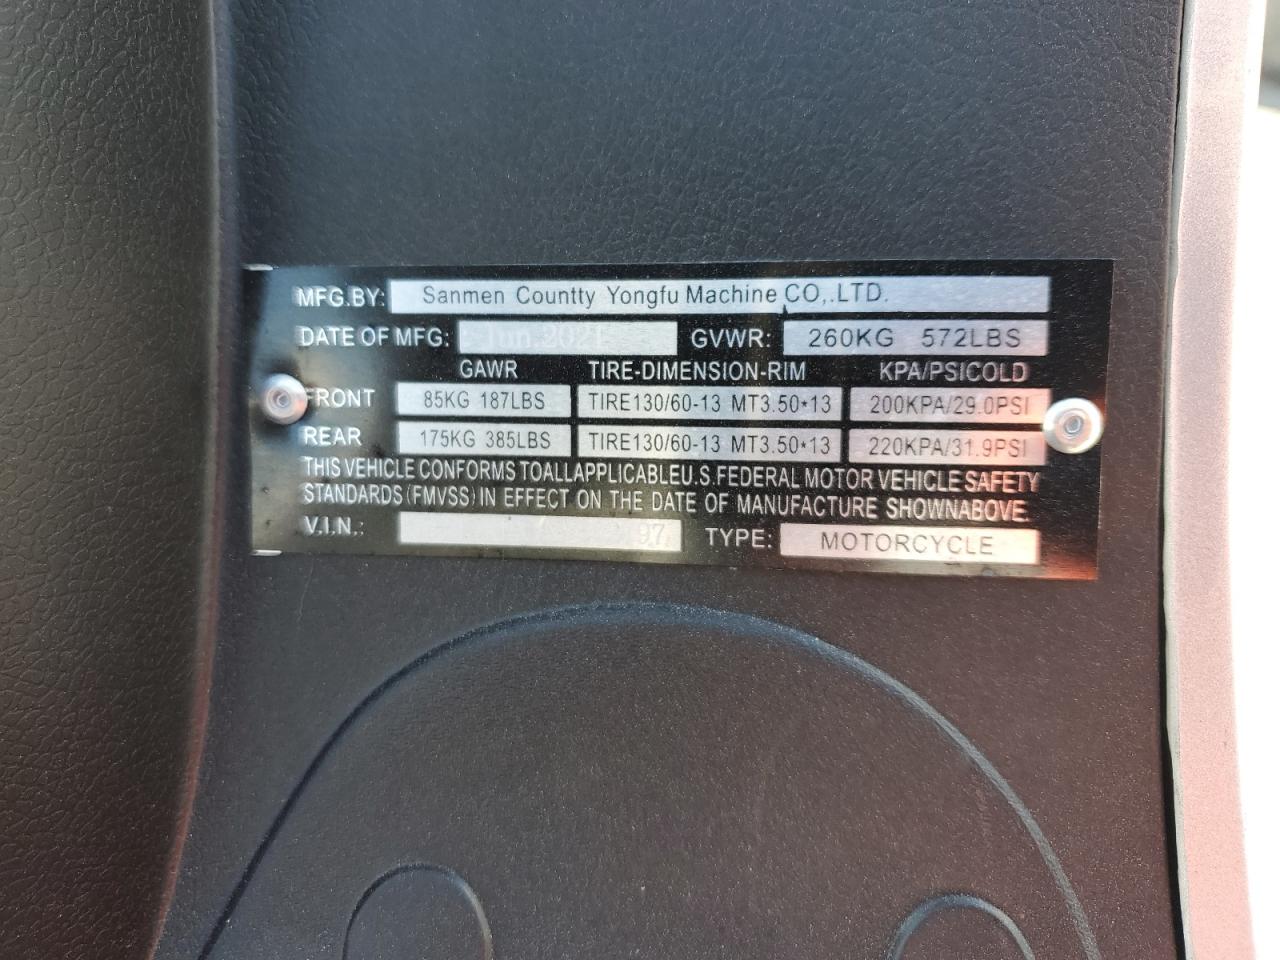 MFG.BY: Sanmen Countty Yongfu Machine CO,.LTD.
DATE OF MFG: Jun.2021 GVWR: 260KG 572LBS
GAWR TIRE-DIMENSION-RIM KPA/PSICOLD
FRONT 85KG 187LBS TIRE130/60-13 MT3.50*13 200KPA/29.0PSI
REAR 175KG 385LBS TIRE130/60-13 MT3.50*13 220KPA/31.9PSI
THIS VEHICLE CONFORMS TOALLAPPLICABLEU.S.FEDERAL MOTOR VEHICLE SAFETY
STANDARDS (FMVSS) IN EFFECT ON THE DATE OF MANUFACTURE SHOWNABOVE.
V.I.N.: 97 TYPE: MOTORCYCLE